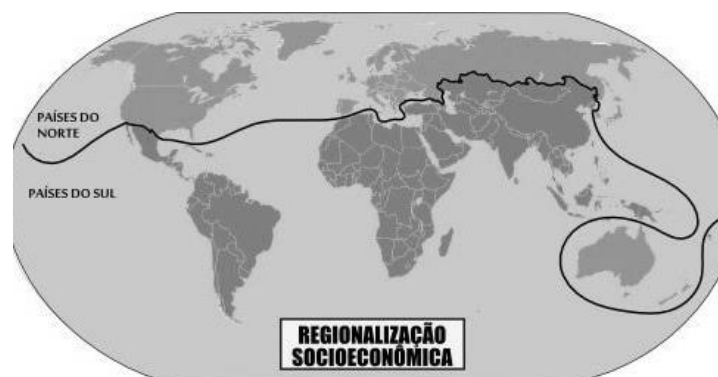 PAÍSES DO
NORTE
PAÍSES DO SUL
REGIONALIZAÇÃO
SOCIOECONÔMICA